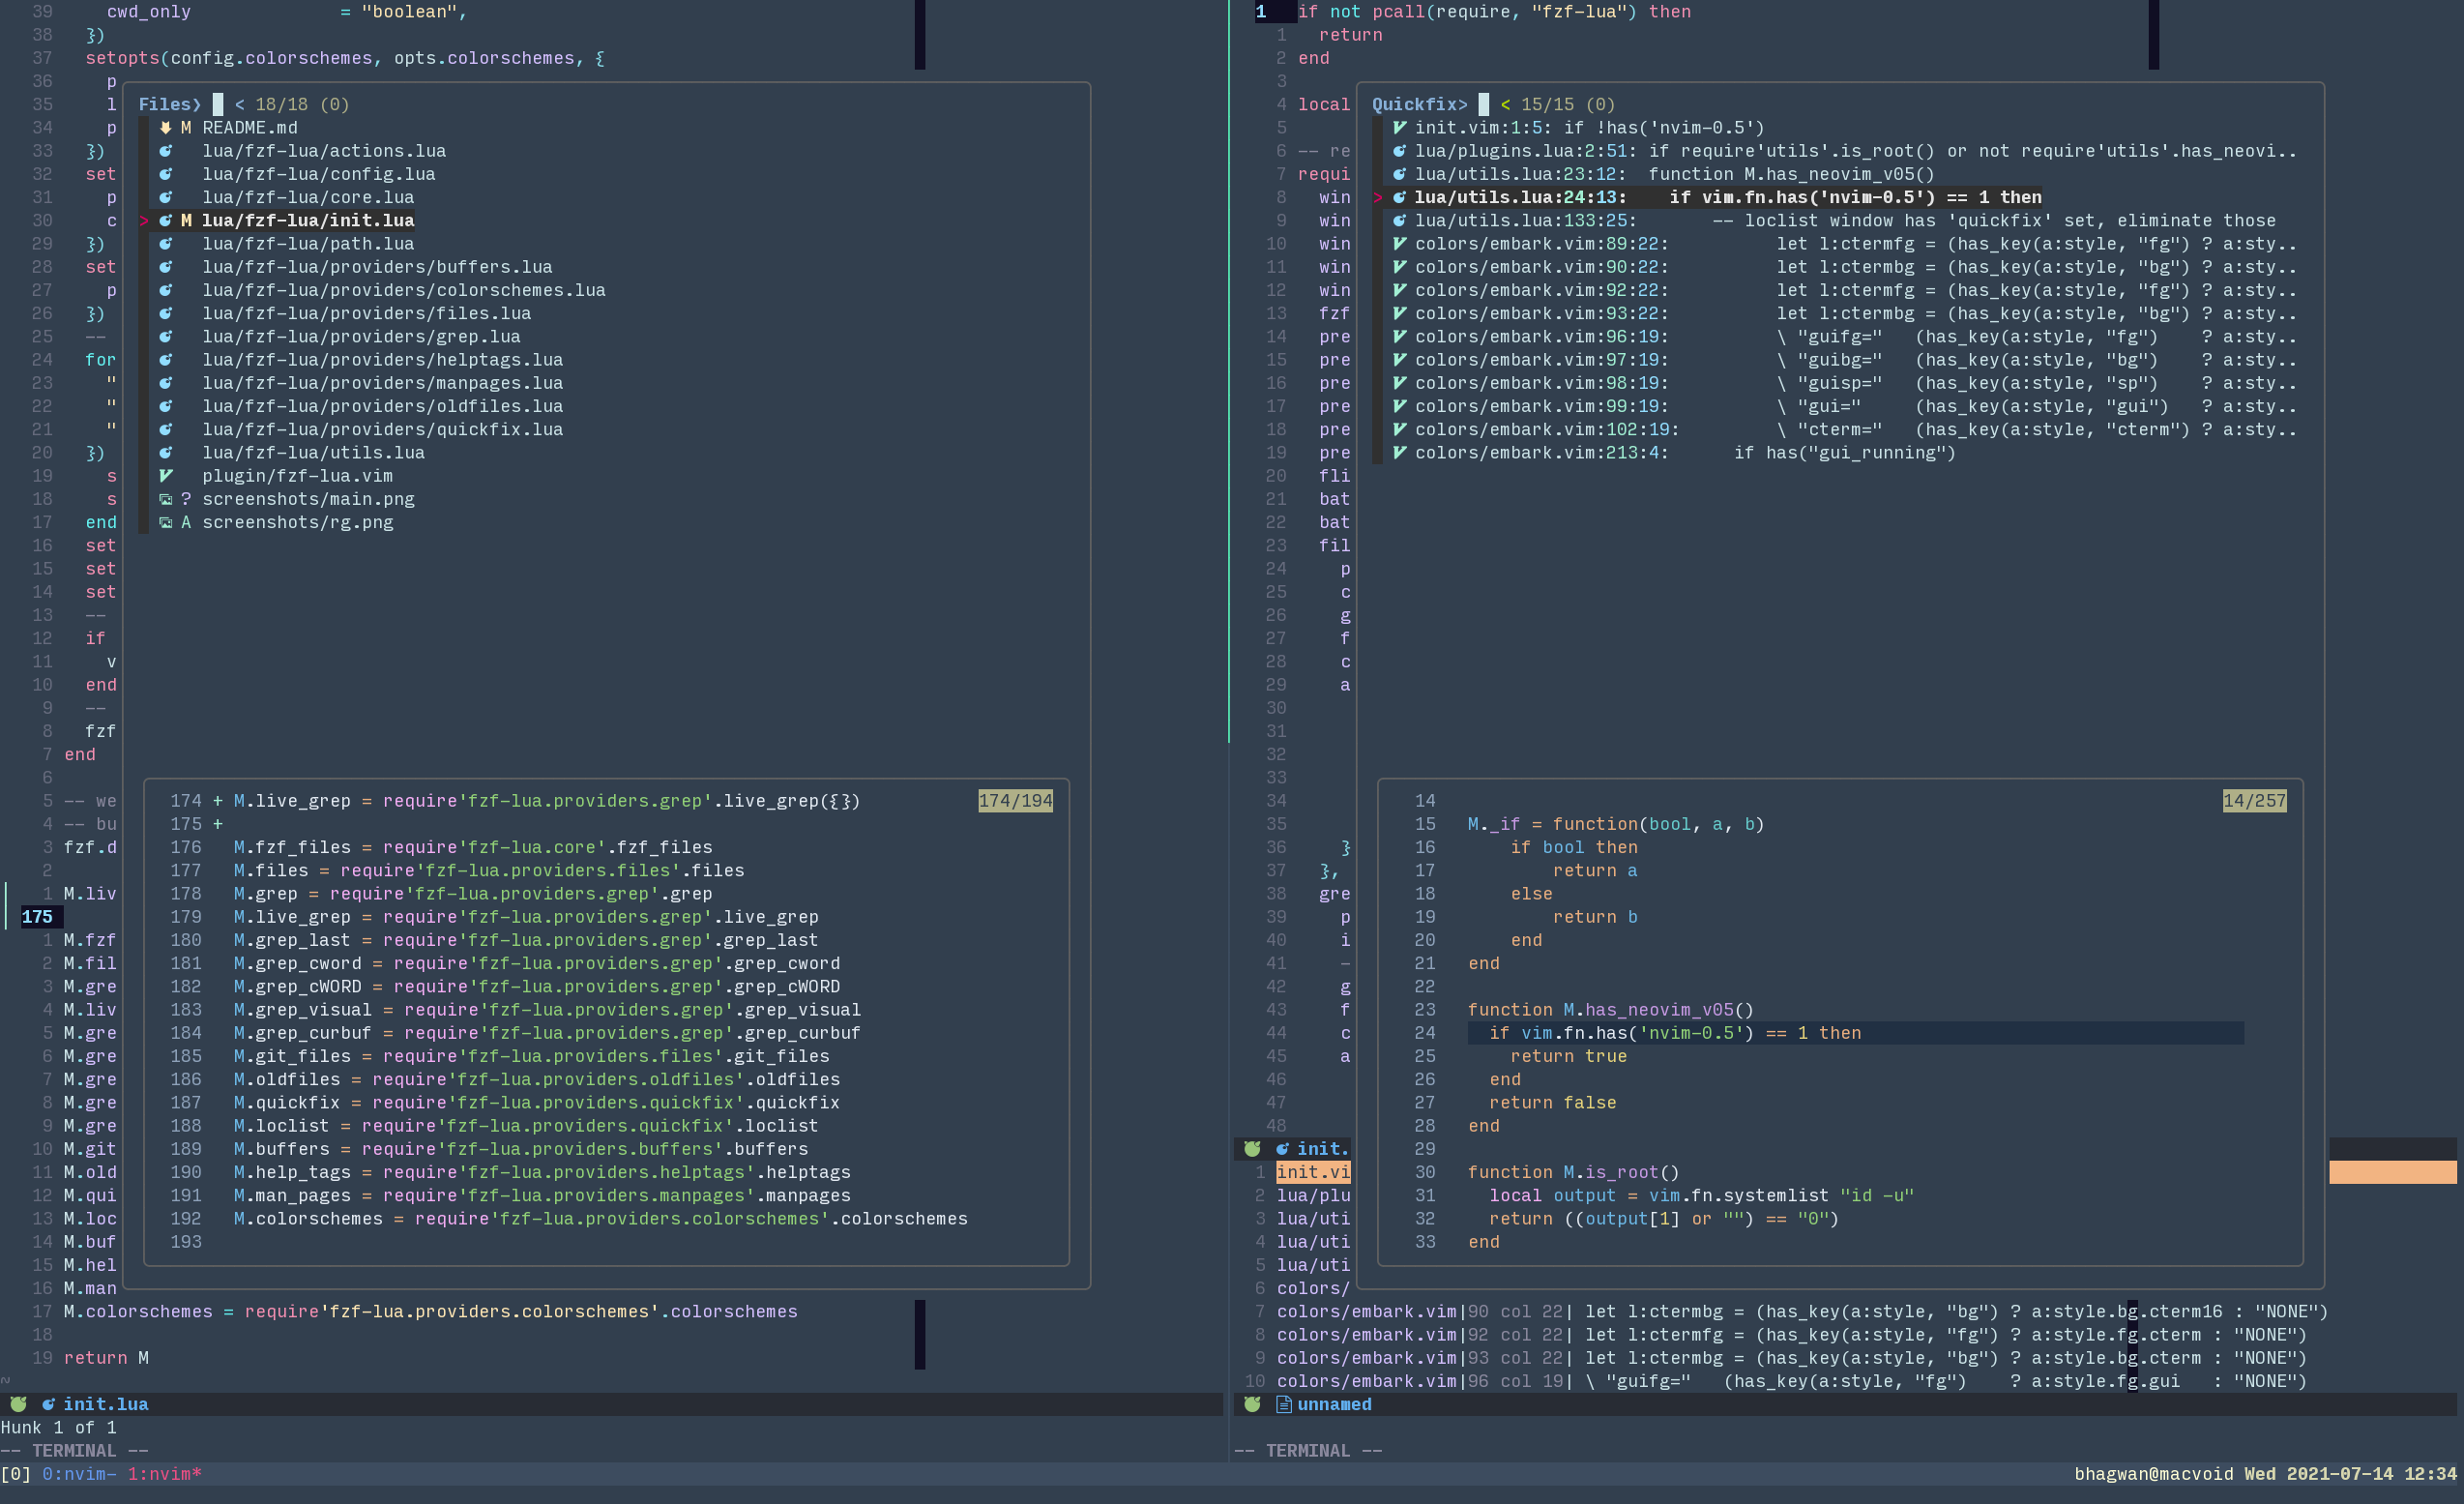 39     cwd_only              = "boolean",
38   })
37   setopts(config.colorschemes, opts.colorschemes, {
36     p
35     l
34     p
33   })
32   set
31     p
30     c
29   })
28   set
27     p
26   })
25   --
24   for
23     "
22     "
21     "
20   })
19     s
18     s
17   end
16   set
15   set
14   set
13   --
12   if
11     v
10   end
9   --
8   fzf
7 end
6
5 -- we
4 -- bu
3 fzf.d
2
1 M.liv
175
1 M.fzf
2 M.fil
3 M.gre
4 M.liv
5 M.gre
6 M.gre
7 M.gre
8 M.gre
9 M.gre
10 M.git
11 M.old
12 M.qui
13 M.loc
14 M.buf
15 M.hel
16 M.man
17 M.colorschemes = require'fzf-lua.providers.colorschemes'.colorschemes
18
19 return M
~
Files> < 18/18 (0)
M README.md
lua/fzf-lua/actions.lua
lua/fzf-lua/config.lua
lua/fzf-lua/core.lua
> M lua/fzf-lua/init.lua
lua/fzf-lua/path.lua
lua/fzf-lua/providers/buffers.lua
lua/fzf-lua/providers/colorschemes.lua
lua/fzf-lua/providers/files.lua
lua/fzf-lua/providers/grep.lua
lua/fzf-lua/providers/helptags.lua
lua/fzf-lua/providers/manpages.lua
lua/fzf-lua/providers/oldfiles.lua
lua/fzf-lua/providers/quickfix.lua
lua/fzf-lua/utils.lua
plugin/fzf-lua.vim
? screenshots/main.png
A screenshots/rg.png
174 + M.live_grep = require'fzf-lua.providers.grep'.live_grep({}) 174/194
175 +
176   M.fzf_files = require'fzf-lua.core'.fzf_files
177   M.files = require'fzf-lua.providers.files'.files
178   M.grep = require'fzf-lua.providers.grep'.grep
179   M.live_grep = require'fzf-lua.providers.grep'.live_grep
180   M.grep_last = require'fzf-lua.providers.grep'.grep_last
181   M.grep_cword = require'fzf-lua.providers.grep'.grep_cword
182   M.grep_cWORD = require'fzf-lua.providers.grep'.grep_cWORD
183   M.grep_visual = require'fzf-lua.providers.grep'.grep_visual
184   M.grep_curbuf = require'fzf-lua.providers.grep'.grep_curbuf
185   M.git_files = require'fzf-lua.providers.files'.git_files
186   M.oldfiles = require'fzf-lua.providers.oldfiles'.oldfiles
187   M.quickfix = require'fzf-lua.providers.quickfix'.quickfix
188   M.loclist = require'fzf-lua.providers.quickfix'.loclist
189   M.buffers = require'fzf-lua.providers.buffers'.buffers
190   M.help_tags = require'fzf-lua.providers.helptags'.helptags
191   M.man_pages = require'fzf-lua.providers.manpages'.manpages
192   M.colorschemes = require'fzf-lua.providers.colorschemes'.colorschemes
193
init.lua
Hunk 1 of 1
-- TERMINAL --
1 if not pcall(require, "fzf-lua") then
1   return
2 end
3
4 local
5
6 -- re
7 requi
8   win
9   win
10   win
11   win
12   win
13   fzf
14   pre
15   pre
16   pre
17   pre
18   pre
19   pre
20   fli
21   bat
22   bat
23   fil
24     p
25     c
26     g
27     f
28     c
29     a
30
31
32
33
34
35
36     }
37   },
38   gre
39     p
40     i
41     -
42     g
43     f
44     c
45     a
46
47
48
Quickfix> < 15/15 (0)
init.vim:1:5: if !has('nvim-0.5')
lua/plugins.lua:2:51: if require'utils'.is_root() or not require'utils'.has_neovi..
lua/utils.lua:23:12:  function M.has_neovim_v05()
> lua/utils.lua:24:13:    if vim.fn.has('nvim-0.5') == 1 then
lua/utils.lua:133:25:       -- loclist window has 'quickfix' set, eliminate those
colors/embark.vim:89:22:          let l:ctermfg = (has_key(a:style, "fg") ? a:sty..
colors/embark.vim:90:22:          let l:ctermbg = (has_key(a:style, "bg") ? a:sty..
colors/embark.vim:92:22:          let l:ctermfg = (has_key(a:style, "fg") ? a:sty..
colors/embark.vim:93:22:          let l:ctermbg = (has_key(a:style, "bg") ? a:sty..
colors/embark.vim:96:19:          \ "guifg="   (has_key(a:style, "fg")    ? a:sty..
colors/embark.vim:97:19:          \ "guibg="   (has_key(a:style, "bg")    ? a:sty..
colors/embark.vim:98:19:          \ "guisp="   (has_key(a:style, "sp")    ? a:sty..
colors/embark.vim:99:19:          \ "gui="     (has_key(a:style, "gui")   ? a:sty..
colors/embark.vim:102:19:         \ "cterm="   (has_key(a:style, "cterm") ? a:sty..
colors/embark.vim:213:4:      if has("gui_running")
14 14/257
15   M._if = function(bool, a, b)
16       if bool then
17           return a
18       else
19           return b
20       end
21   end
22
23   function M.has_neovim_v05()
24     if vim.fn.has('nvim-0.5') == 1 then
25       return true
26     end
27     return false
28   end
29
30   function M.is_root()
31     local output = vim.fn.systemlist "id -u"
32     return ((output[1] or "") == "0")
33   end
init.
1 init.vi
2 lua/plu
3 lua/uti
4 lua/uti
5 lua/uti
6 colors/
7 colors/embark.vim|90 col 22| let l:ctermbg = (has_key(a:style, "bg") ? a:style.bg.cterm16 : "NONE")
8 colors/embark.vim|92 col 22| let l:ctermfg = (has_key(a:style, "fg") ? a:style.fg.cterm : "NONE")
9 colors/embark.vim|93 col 22| let l:ctermbg = (has_key(a:style, "bg") ? a:style.bg.cterm : "NONE")
10 colors/embark.vim|96 col 19| \ "guifg="   (has_key(a:style, "fg")    ? a:style.fg.gui   : "NONE")
unnamed
-- TERMINAL --
[0] 0:nvim- 1:nvim* bhagwan@macvoid Wed 2021-07-14 12:34